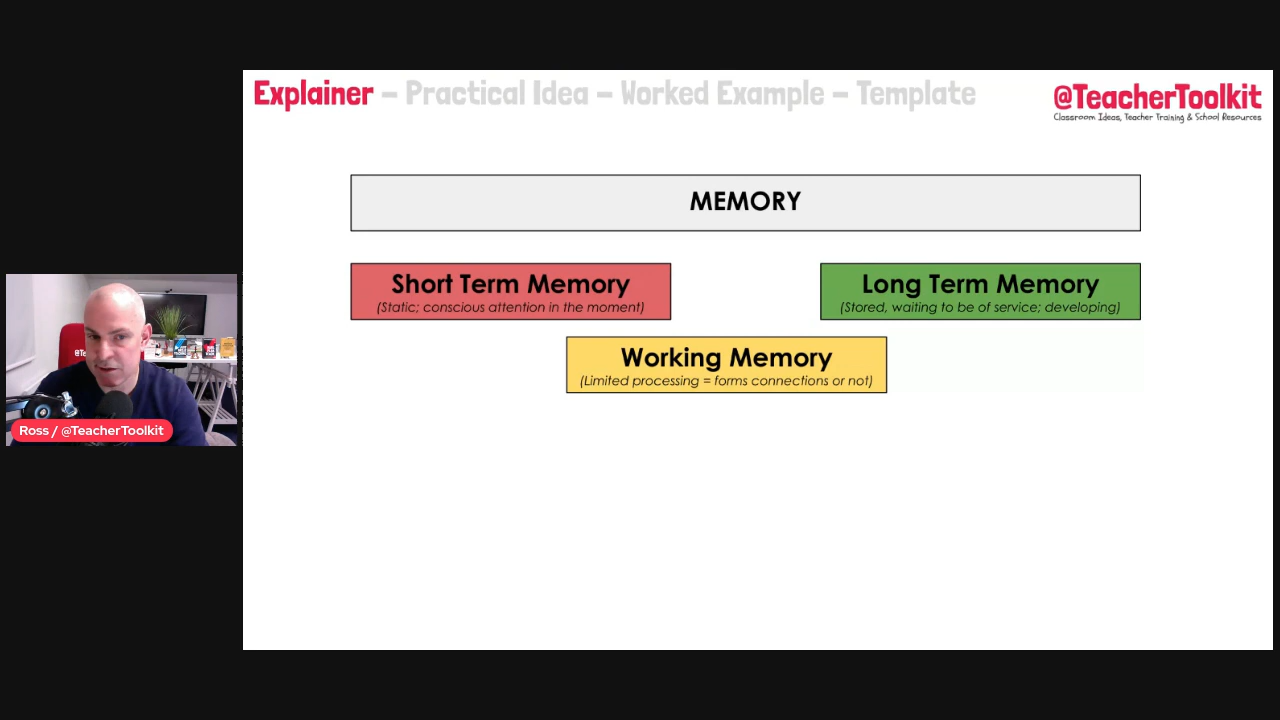 Explainer – Practical Idea – Worked Example – Template
@TeacherToolkit
Classroom Ideas, Teacher Training & School Resources
MEMORY
Short Term Memory
(Static; conscious attention in the moment)
Long Term Memory
(Stored, waiting to be of service; developing)
Working Memory
(Limited processing = forms connections or not)
Ross / @TeacherToolkit